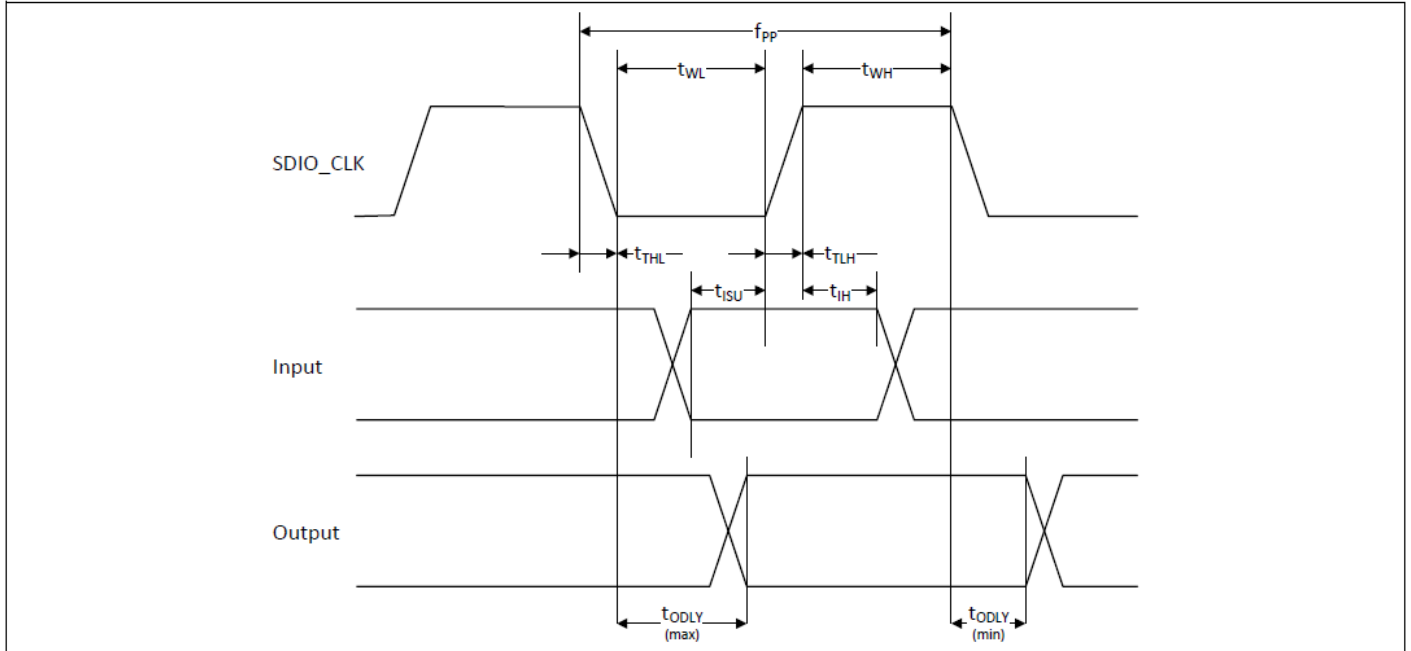 fPP
tWL
tWH
SDIO_CLK
tTHL
tTLH
tISU
tIH
Input
Output
tODLY
(max)
tODLY
(min)